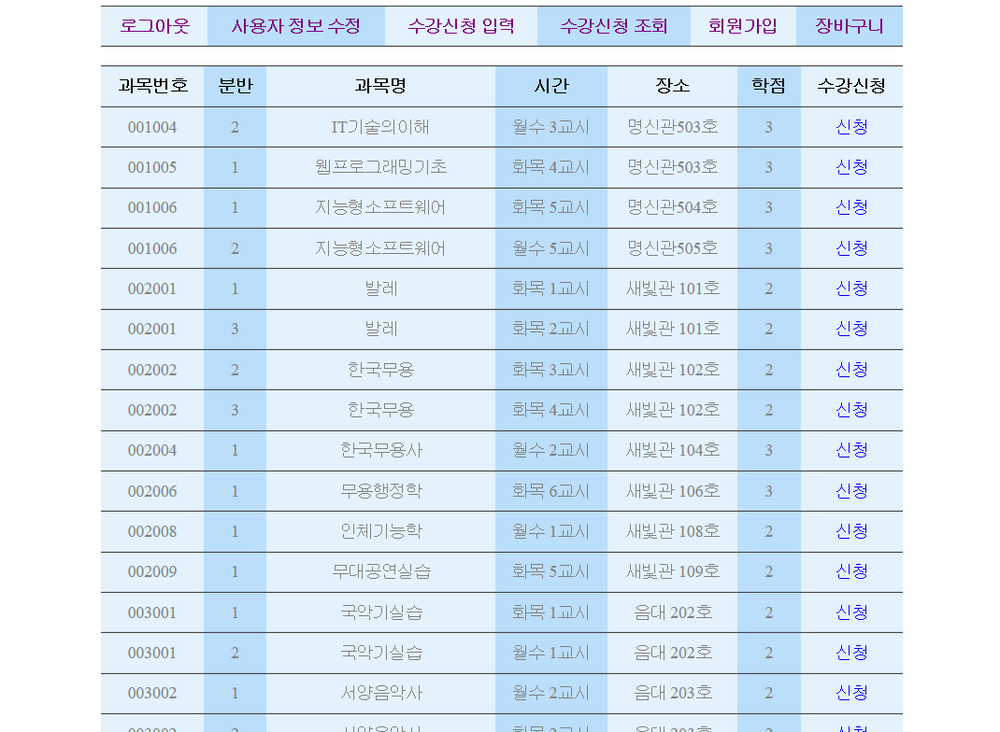 로그아웃 사용자 정보 수정 수강신청 입력 수강신청 조회 회원가입 장바구니
과목번호 분반 과목명 시간 장소 학점 수강신청
001004 2 IT기술의이해 월수 3교시 명신관503호 3 신청
001005 1 웹프로그래밍기초 화목 4교시 명신관503호 3 신청
001006 1 지능형소프트웨어 화목 5교시 명신관504호 3 신청
001006 2 지능형소프트웨어 월수 5교시 명신관505호 3 신청
002001 1 발레 화목 1교시 새빛관 101호 2 신청
002001 3 발레 화목 2교시 새빛관 101호 2 신청
002002 2 한국무용 화목 3교시 새빛관 102호 2 신청
002002 3 한국무용 화목 4교시 새빛관 102호 2 신청
002004 1 한국무용사 월수 2교시 새빛관 104호 3 신청
002006 1 무용행정학 화목 6교시 새빛관 106호 3 신청
002008 1 인체기능학 월수 1교시 새빛관 108호 2 신청
002009 1 무대공연실습 화목 5교시 새빛관 109호 2 신청
003001 1 국악기실습 화목 1교시 음대 202호 2 신청
003001 2 국악기실습 월수 1교시 음대 202호 2 신청
003002 1 서양음악사 월수 2교시 음대 203호 2 신청